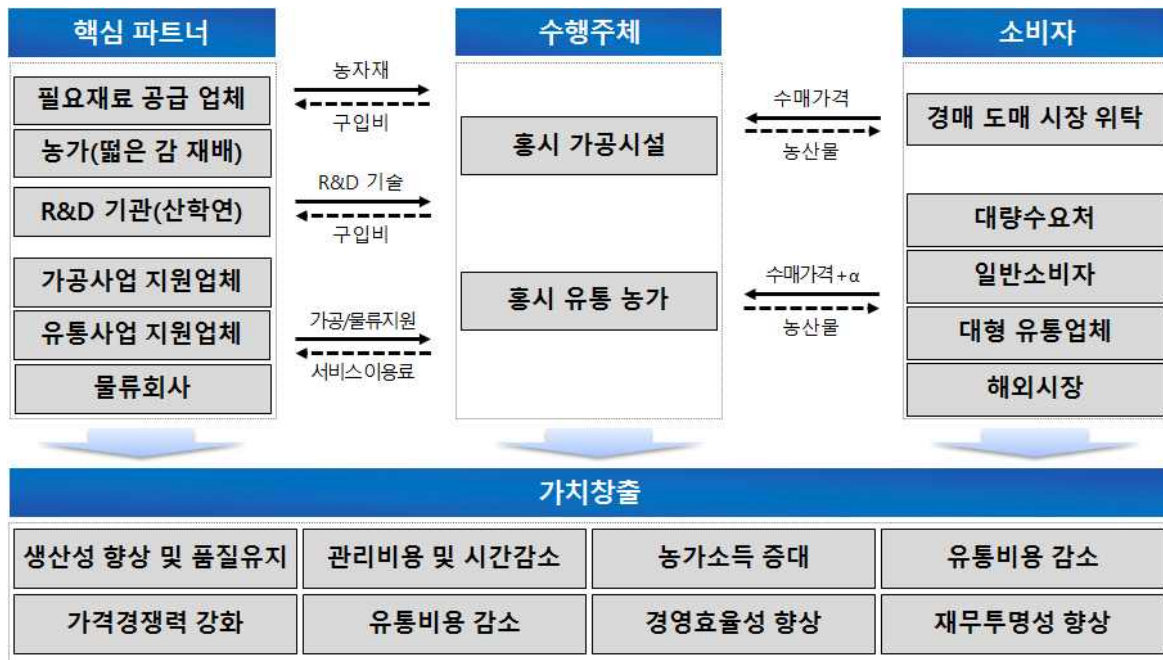 핵심 파트너
필요재료 공급 업체
농가(떫은 감 재배)
R&D 기관(산학연)
가공사업 지원업체
유통사업 지원업체
물류회사
농자재
구입비
R&D 기술
구입비
가공/물류지원
서비스이용료
수행주체
홍시 가공시설
홍시 유통 농가
수매가격
농산물
수매가격+α
농산물
소비자
경매 도매 시장 위탁
대량수요처
일반소비자
대형 유통업체
해외시장
가치창출
생산성 향상 및 품질유지 관리비용 및 시간감소 농가소득 증대 유통비용 감소
가격경쟁력 강화 유통비용 감소 경영효율성 향상 재무투명성 향상